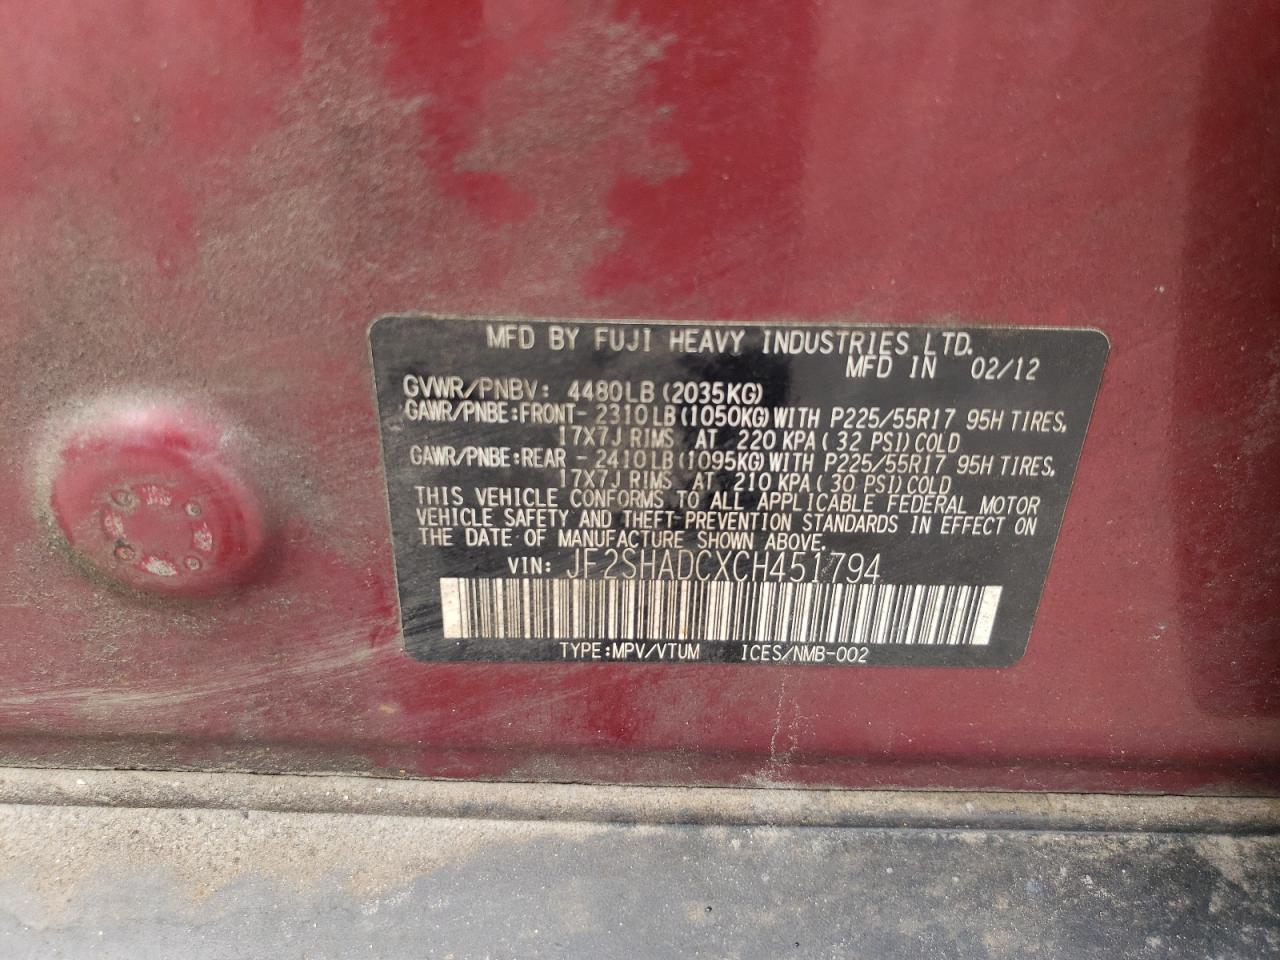 MFD BY FUJI HEAVY INDUSTRIES LTD.
MFD IN 02/12
GVWR/PNBV: 4480LB (2035KG)
GAWR/PNBE:FRONT- 2310LB (1050KG) WITH P225/55R17 95H TIRES,
17X7J RIMS AT 220 KPA (32 PSI) COLD
GAWR/PNBE:REAR - 2410LB (1095KG) WITH P225/55R17 95H TIRES,
17X7J RIMS AT 210 KPA (30 PSI) COLD
THIS VEHICLE CONFORMS TO ALL APPLICABLE FEDERAL MOTOR
VEHICLE SAFETY AND THEFT PREVENTION STANDARDS IN EFFECT ON
THE DATE OF MANUFACTURE SHOWN ABOVE.
VIN: JF2SHADCXCH451794
TYPE:MPV/VTUM ICES/NMB-002